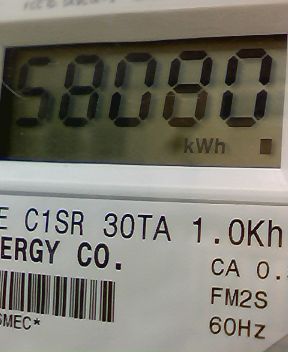 58080
kWh
E C1SR 30TA 1.0Kh
ERGY CO.
CA 0.
FM2S
SMEC*
60Hz